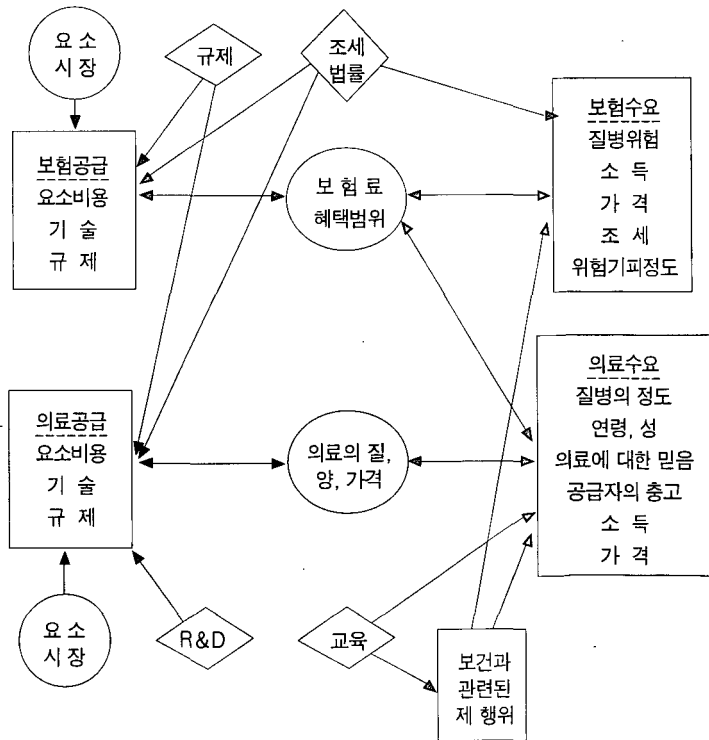 요 소
시 장
규제
조세
법률
보험공급
요소비용
기 술
규 제
보 험 료
혜택범위
보험수요
질병위험
소 득
가 격
조 세
위험기피정도
의료공급
요소비용
기 술
규 제
의료의 질,
양, 가격
의료수요
질병의 정도
연령, 성
의료에 대한 믿음
공급자의 충고
소 득
가 격
요 소
시 장
R&D
교육
보건과
관련된
제 행위